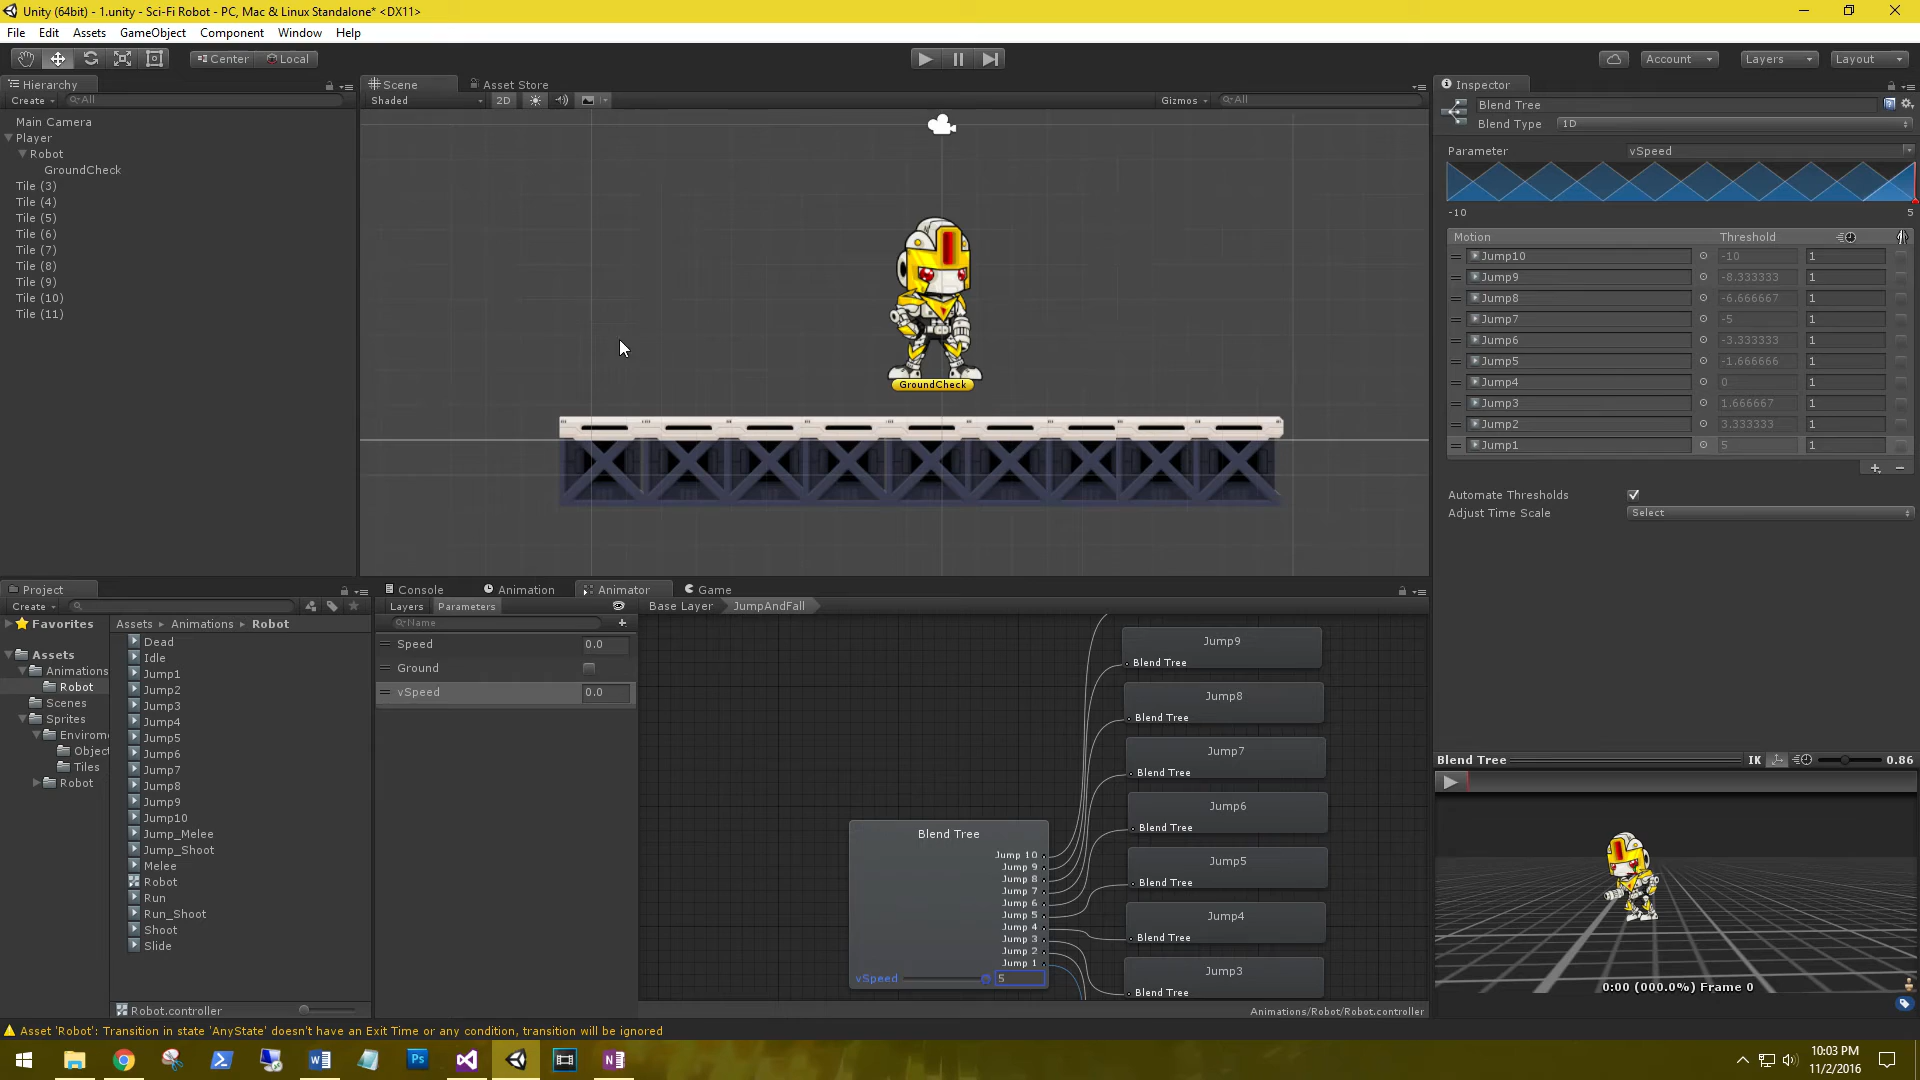 Unity (64bit) - 1.unity - Sci-Fi Robot - PC, Mac & Linux Standalone* <DX11>
File Edit Assets GameObject Component Window Help
Center Local Account Layers Layout
Hierarchy
Create All
Main Camera
Player
Robot
GroundCheck
Tile (3)
Tile (4)
Tile (5)
Tile (6)
Tile (7)
Tile (8)
Tile (9)
Tile (10)
Tile (11)
Scene Asset Store
Shaded 2D Gizmos All
GroundCheck
Inspector
Blend Tree
Blend Type 1D
Parameter vSpeed
-10 5
Motion Threshold
Jump10 -10 1
Jump9 -8.333333 1
Jump8 -6.666667 1
Jump7 -5 1
Jump6 -3.333333 1
Jump5 -1.666666 1
Jump4 0 1
Jump3 1.666667 1
Jump2 3.333333 1
Jump1 5 1
Automate Thresholds
Adjust Time Scale Select
Project
Create
Favorites
Assets
Animations
Robot
Scenes
Sprites
Envirom
Object
Tiles
Robot
Assets Animations Robot
Dead
Idle
Jump1
Jump2
Jump3
Jump4
Jump5
Jump6
Jump7
Jump8
Jump9
Jump10
Jump_Melee
Jump_Shoot
Melee
Robot
Run
Run_Shoot
Shoot
Slide
Robot.controller
Console Animation Animator Game
Layers Parameters Base Layer JumpAndFall
Name
Speed 0.0
Ground
vSpeed 0.0
Jump9
Blend Tree
Jump8
Blend Tree
Jump7
Blend Tree
Jump6
Blend Tree
Jump5
Blend Tree
Jump4
Blend Tree
Jump3
Blend Tree
Blend Tree
Jump 10
Jump 9
Jump 8
Jump 7
Jump 6
Jump 5
Jump 4
Jump 3
Jump 2
Jump 1
vSpeed 5
Animations/Robot/Robot.controller
Blend Tree IK 0.86
0:00 (000.0%) Frame 0
Asset 'Robot': Transition in state 'AnyState' doesn't have an Exit Time or any condition, transition will be ignored
10:03 PM
11/2/2016